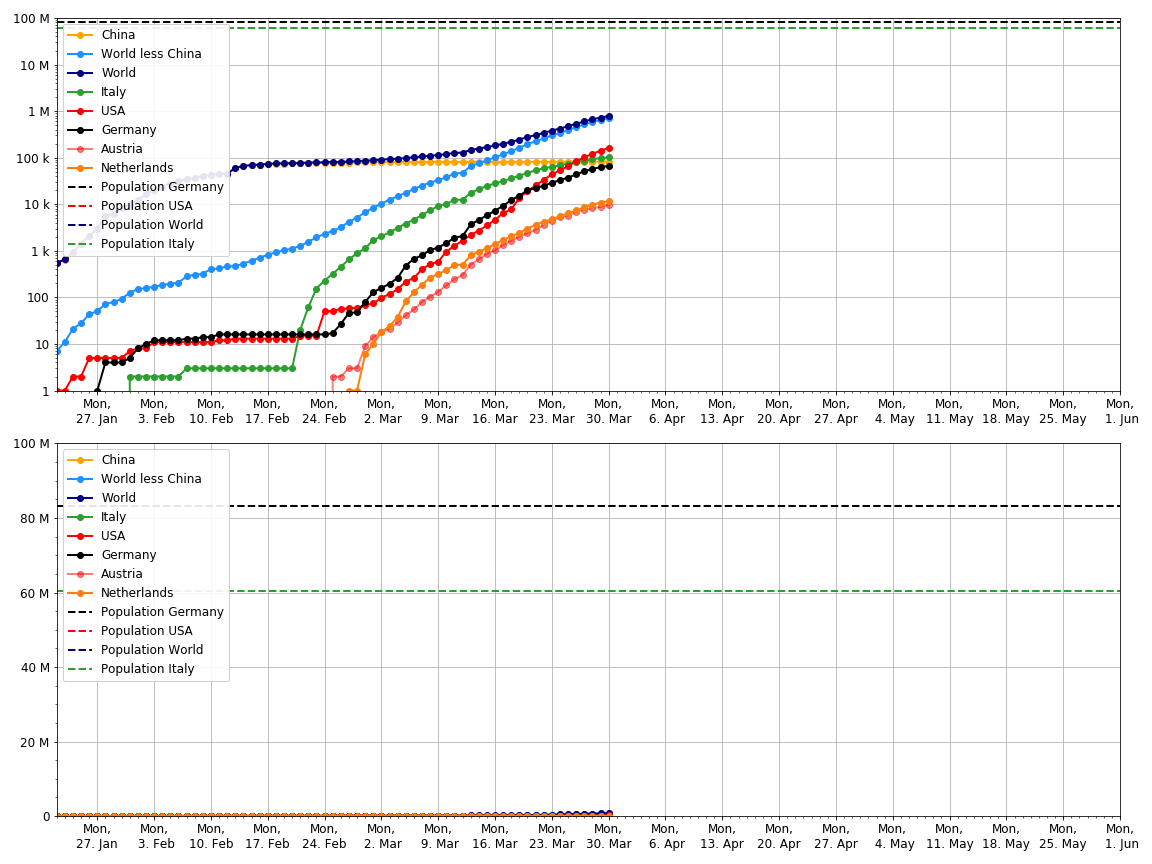 100 M
10 M
1 M
100 k
10 k
1 k
100
10
1
China
World less China
World
Italy
USA
Germany
Austria
Netherlands
Population Germany
Population USA
Population World
Population Italy
Mon, Mon, Mon, Mon, Mon, Mon, Mon, Mon, Mon, Mon, Mon, Mon, Mon, Mon, Mon, Mon, Mon, Mon, Mon,
27. Jan 3. Feb 10. Feb 17. Feb 24. Feb 2. Mar 9. Mar 16. Mar 23. Mar 30. Mar 6. Apr 13. Apr 20. Apr 27. Apr 4. May 11. May 18. May 25. May 1. Jun
100 M
80 M
60 M
40 M
20 M
0
China
World less China
World
Italy
USA
Germany
Austria
Netherlands
Population Germany
Population USA
Population World
Population Italy
Mon, Mon, Mon, Mon, Mon, Mon, Mon, Mon, Mon, Mon, Mon, Mon, Mon, Mon, Mon, Mon, Mon, Mon, Mon,
27. Jan 3. Feb 10. Feb 17. Feb 24. Feb 2. Mar 9. Mar 16. Mar 23. Mar 30. Mar 6. Apr 13. Apr 20. Apr 27. Apr 4. May 11. May 18. May 25. May 1. Jun